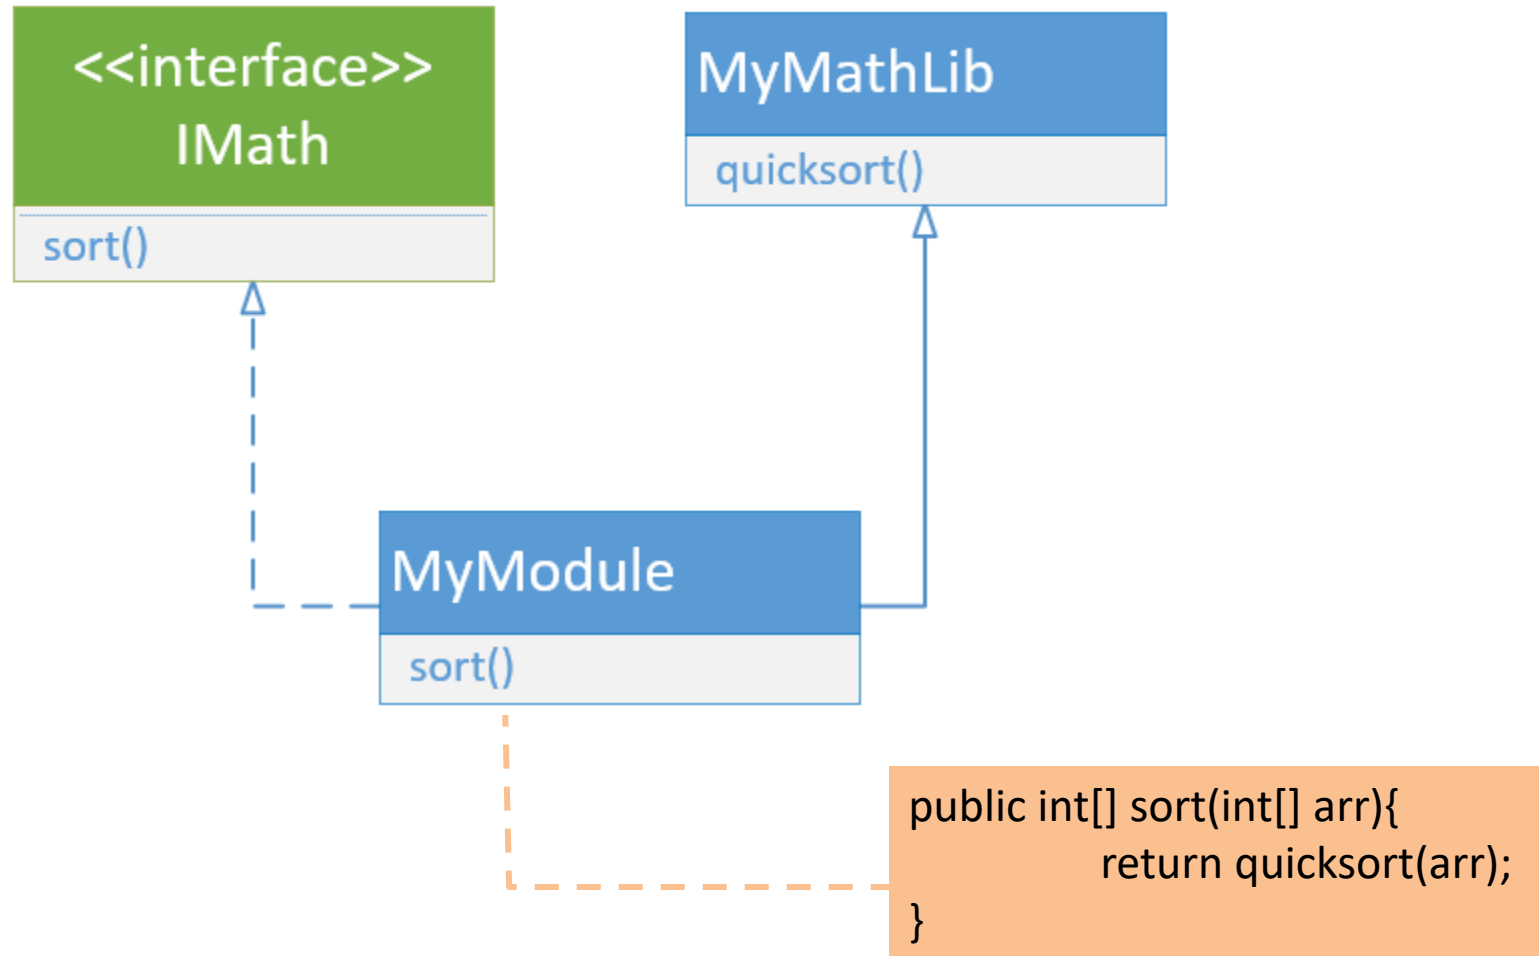 <<interface>>
IMath
sort()
MyMathLib
quicksort()
MyModule
sort()
public int[] sort(int[] arr){
return quicksort(arr);
}